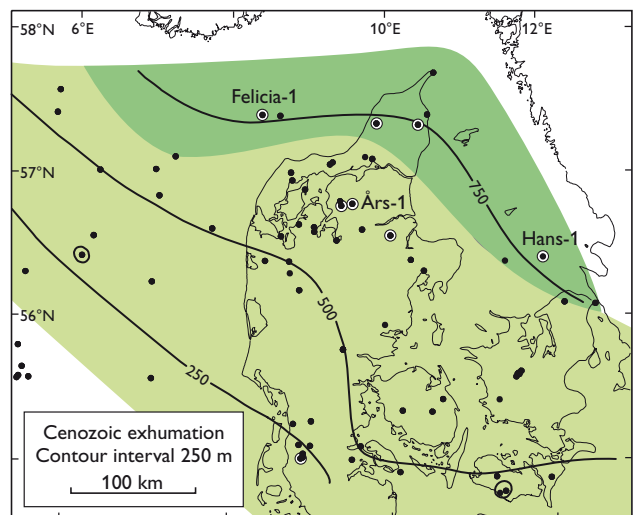 58°N
6°E
10°E
12°E
Felicia-1
57°N
Års-1
750
Hans-1
500
56°N
250
Cenozoic exhumation
Contour interval 250 m
100 km